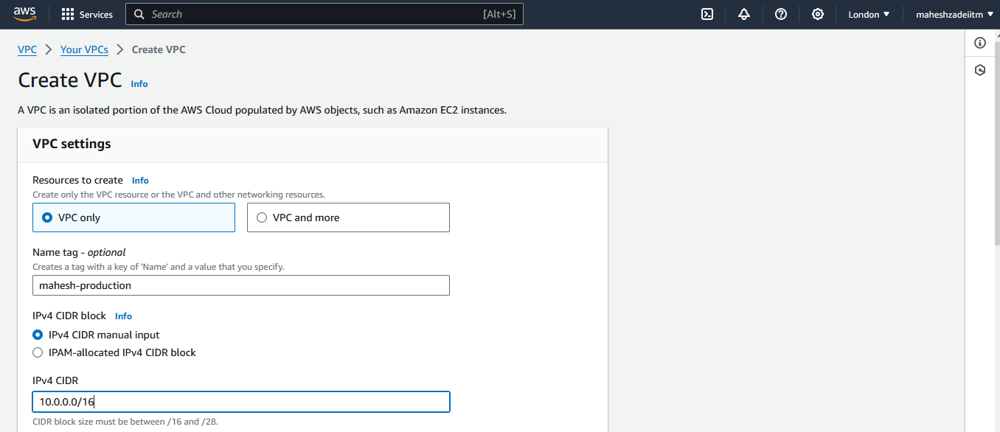 aws Services Search [Alt+S] London maheshzadeiitm
VPC Your VPCs Create VPC
Create VPC Info
A VPC is an isolated portion of the AWS Cloud populated by AWS objects, such as Amazon EC2 instances.
VPC settings
Resources to create Info
Create only the VPC resource or the VPC and other networking resources.
VPC only VPC and more
Name tag - optional
Creates a tag with a key of 'Name' and a value that you specify.
mahesh-production
IPv4 CIDR block Info
IPv4 CIDR manual input
IPAM-allocated IPv4 CIDR block
IPv4 CIDR
10.0.0.0/16
CIDR block size must be between /16 and /28.